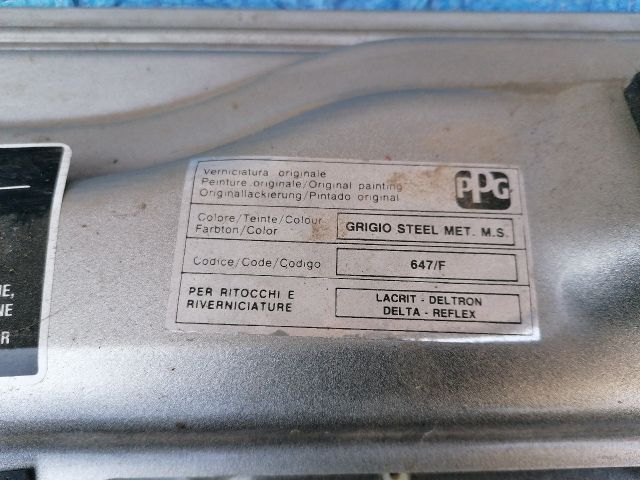 verniciatura originale
Peinture originale/Original painting
Originallackierung/Pintado original
PPG
Colore/Teinte/Colour
Farbton/Color
GRIGIO STEEL MET. M.S.
Codice/Code/Codigo
647/F
PER RITOCCHI E
RIVERNICIATURE
LACRIT - DELTRON
DELTA - REFLEX